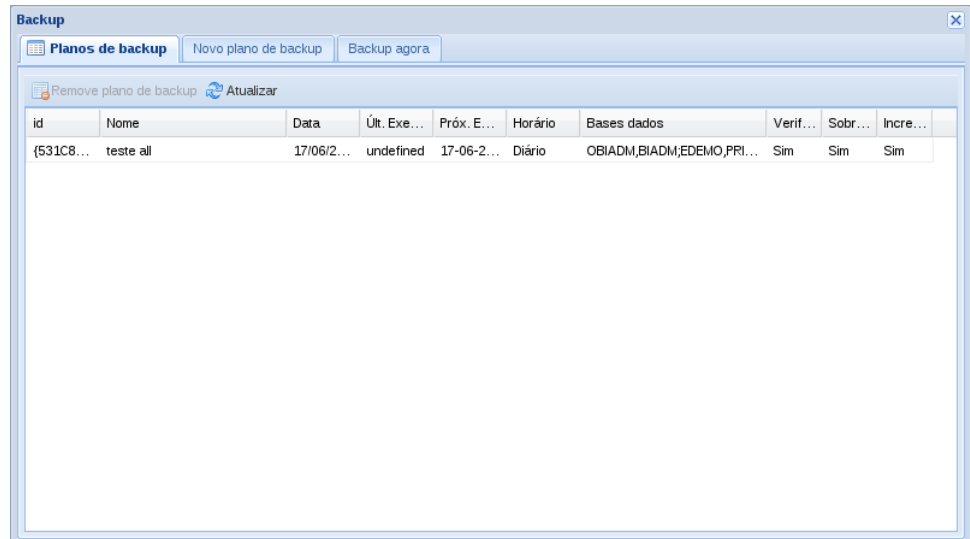 Backup
Planos de backup Novo plano de backup Backup agora
Remove plano de backup Atualizar
id Nome Data Últ. Exe... Próx. E... Horário Bases dados Verif... Sobr... Incre...
{531C8... teste all 17/06/2... undefined 17-06-2... Diário OBIADM,BIADM;EDEMO,PRI... Sim Sim Sim